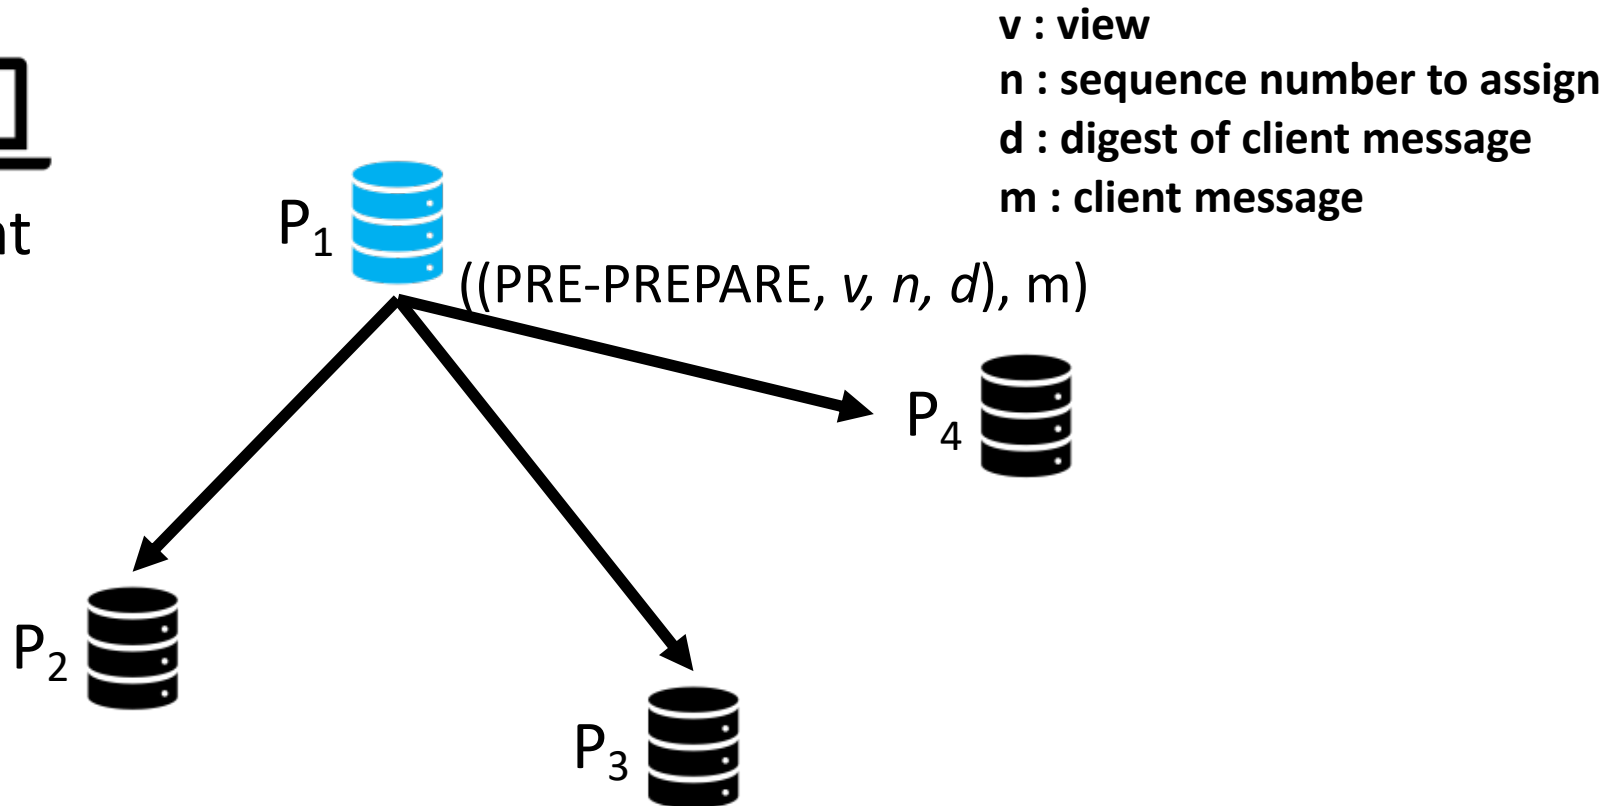 v : view
n : sequence number to assign
d : digest of client message
m : client message
P₁
((PRE-PREPARE, v, n, d), m)
P₄
P₂
P₃